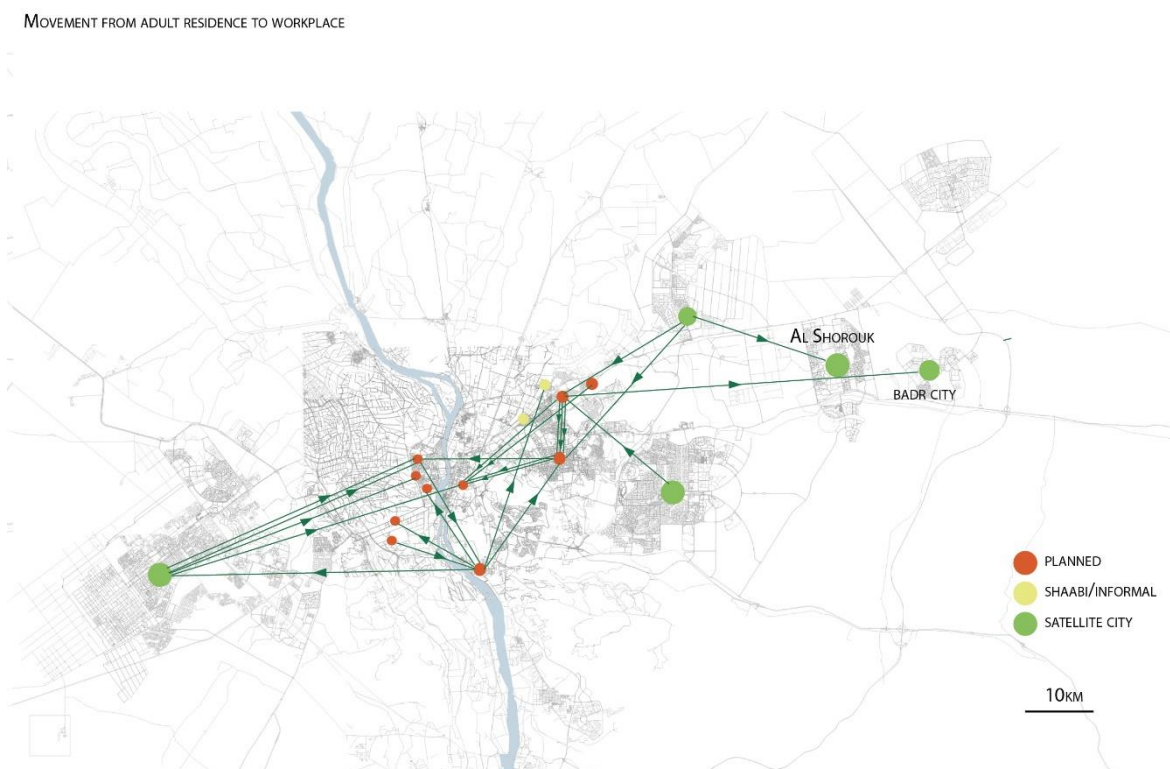 Movement from adult residence to workplace
Al Shorouk
badr city
planned
shaabi/informal
satellite city
10km